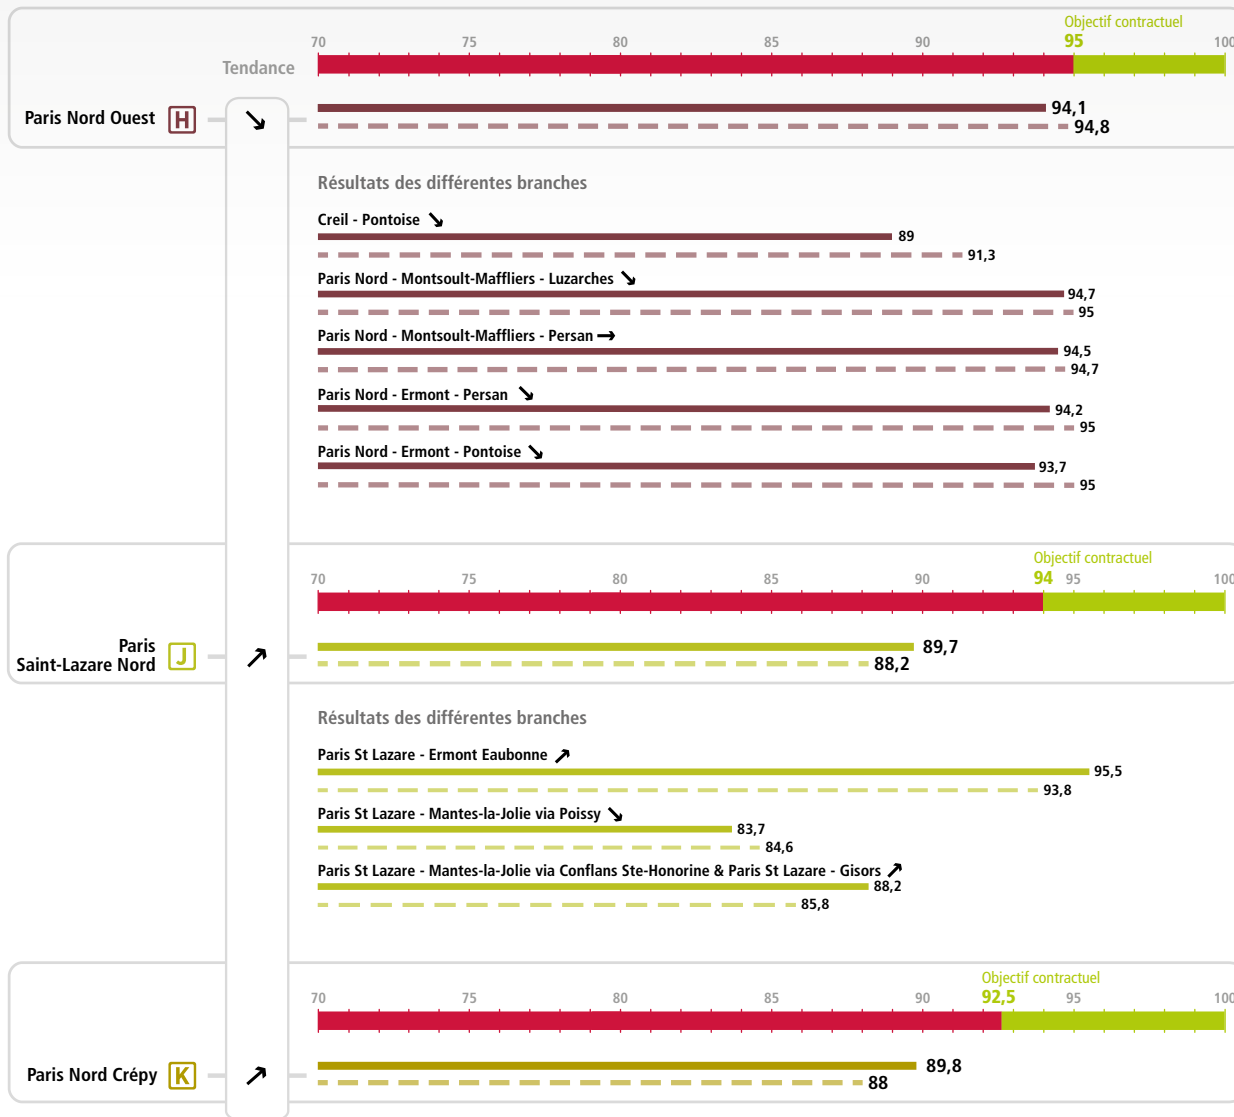 Objectif contractuel
70 75 80 85 90 95 100
Tendance
Paris Nord Ouest H
94,1
94,8
Résultats des différentes branches
Creil - Pontoise
89
91,3
Paris Nord - Montsoult-Maffliers - Luzarches
94,7
95
Paris Nord - Montsoult-Maffliers - Persan
94,5
94,7
Paris Nord - Ermont - Persan
94,2
95
Paris Nord - Ermont - Pontoise
93,7
95
Objectif contractuel
70 75 80 85 90 94 95 100
Paris
Saint-Lazare Nord J
89,7
88,2
Résultats des différentes branches
Paris St Lazare - Ermont Eaubonne
95,5
93,8
Paris St Lazare - Mantes-la-Jolie via Poissy
83,7
84,6
Paris St Lazare - Mantes-la-Jolie via Conflans Ste-Honorine & Paris St Lazare - Gisors
88,2
85,8
Objectif contractuel
70 75 80 85 90 92,5 95 100
Paris Nord Crépy K
89,8
88